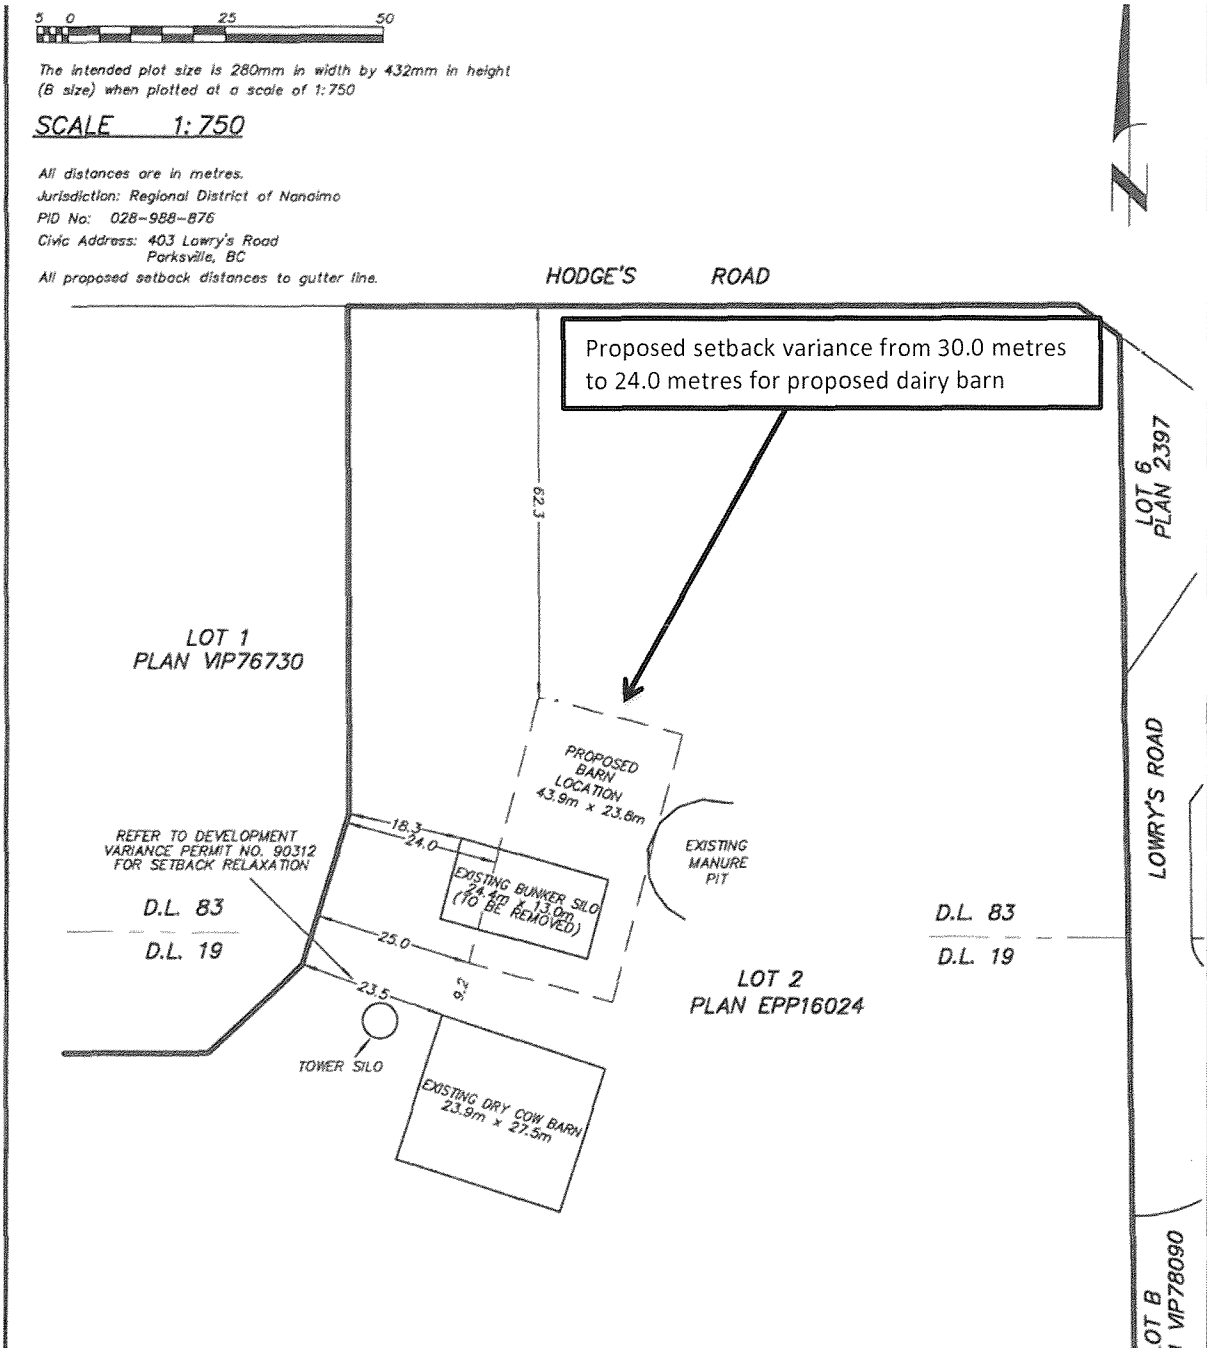 5 0 25 50
The intended plot size is 280mm in width by 432mm in height
(B size) when plotted at a scale of 1:750
SCALE 1:750
All distances are in metres.
Jurisdiction: Regional District of Nanaimo
PID No: 028-988-876
Civic Address: 403 Lowry's Road
Parksville, BC
All proposed setback distances to gutter line.
HODGE'S ROAD
Proposed setback variance from 30.0 metres
to 24.0 metres for proposed dairy barn
LOT 6
PLAN 2397
62.3
LOT 1
PLAN VIP76730
PROPOSED
BARN
LOCATION
43.9m x 23.8m
LOWRY'S ROAD
REFER TO DEVELOPMENT
VARIANCE PERMIT NO. 90312
FOR SETBACK RELAXATION
18.3
24.0
EXISTING
MANURE
PIT
EXISTING BUNKER SILO
24.4m x 13.0m
(TO BE REMOVED)
D.L. 83
D.L. 19
D.L. 83
D.L. 19
25.0
23.5
9.2
LOT 2
PLAN EPP16024
TOWER SILO
EXISTING DRY COW BARN
23.9m x 27.5m
OT B
VIP78090
N